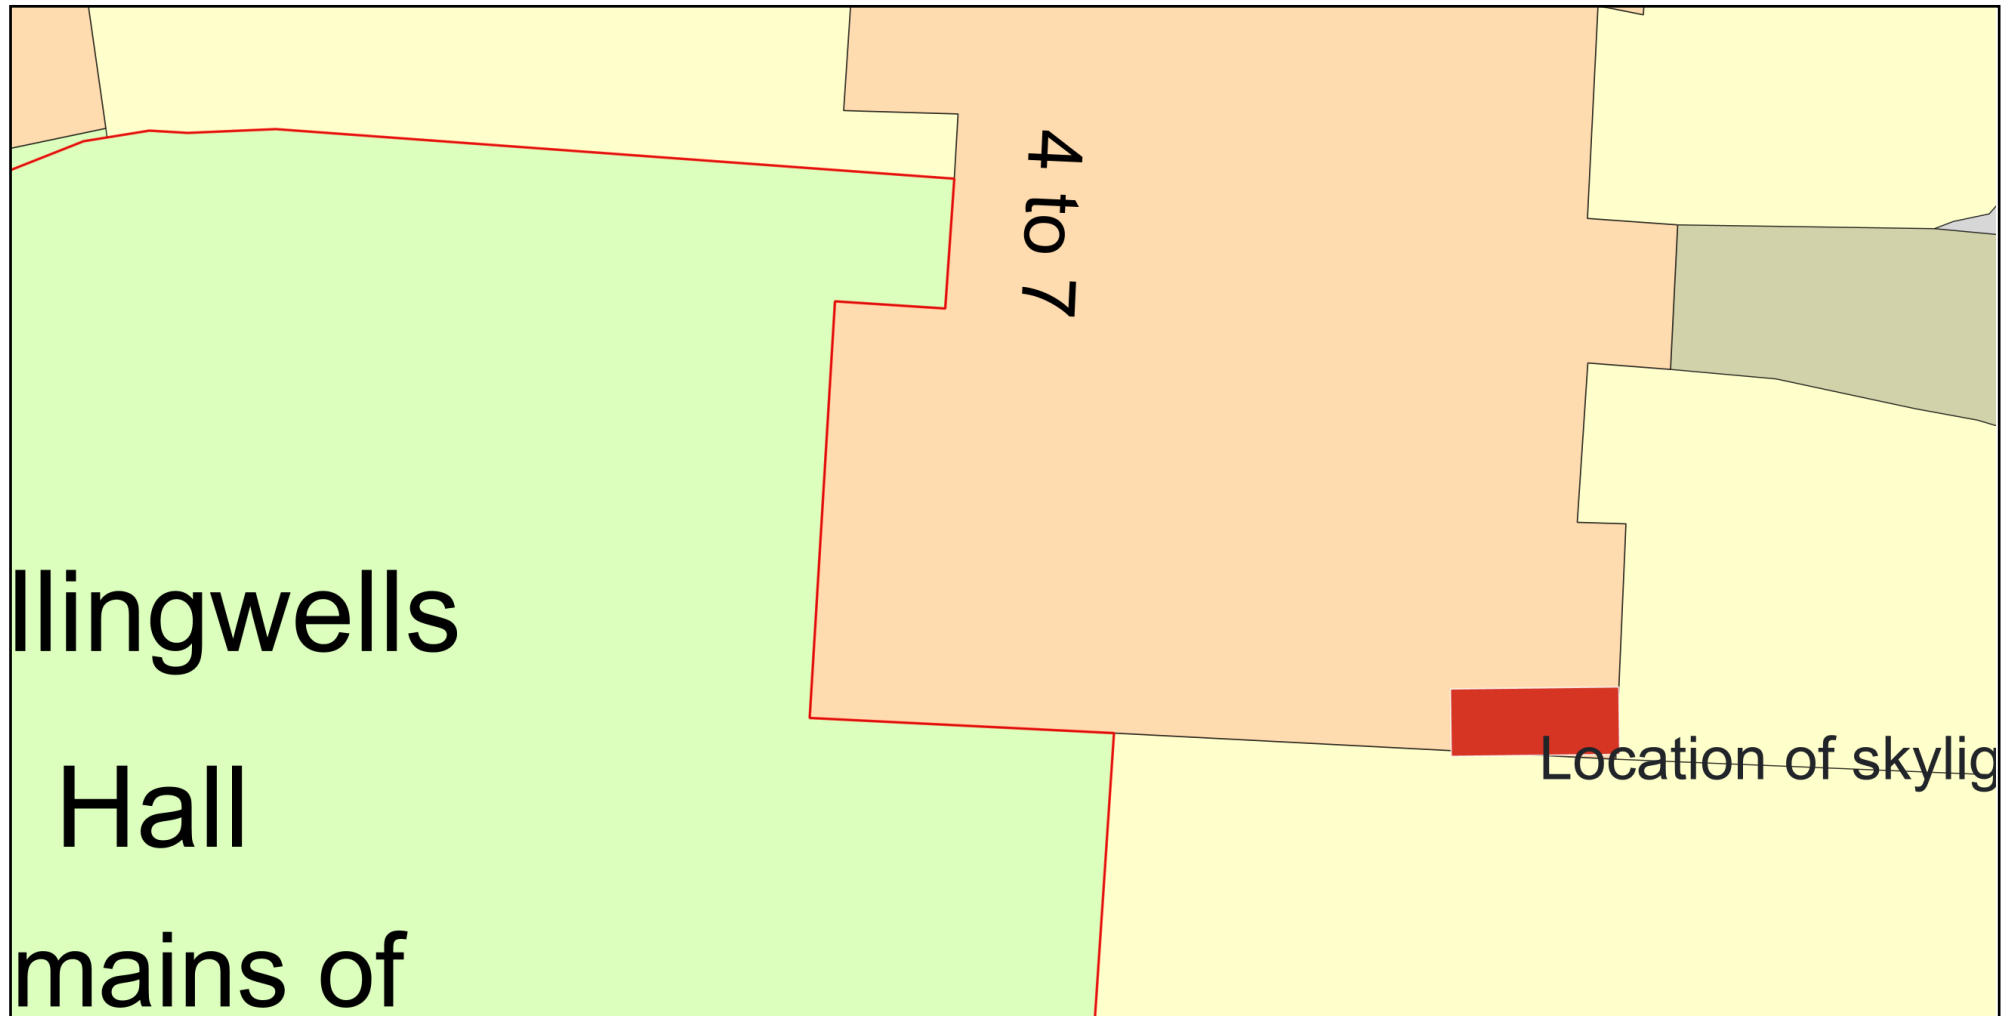 4 to 7
llingwells
Hall
mains of
Location of skylig